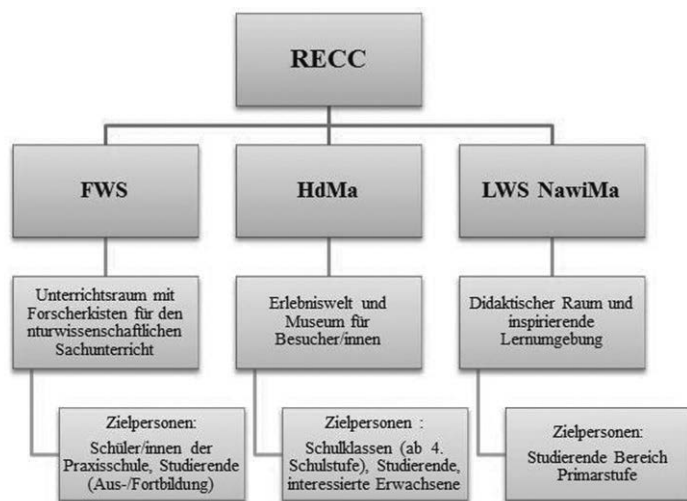 RECC
FWS
HdMa
LWS NawiMa
Unterrichtsraum mit
Forscherkisten für den
nturwissenschaftlichen
Sachunterricht
Erlebniswelt und
Museum für
Besucher/innen
Didaktischer Raum und
inspirierende
Lernumgebung
Zielpersonen:
Schüler/innen der
Praxisschule, Studierende
(Aus-/Fortbildung)
Zielpersonen :
Schulklassen (ab 4.
Schulstufe), Studierende,
interessierte Erwachsene
Zielpersonen:
Studierende Bereich
Primarstufe